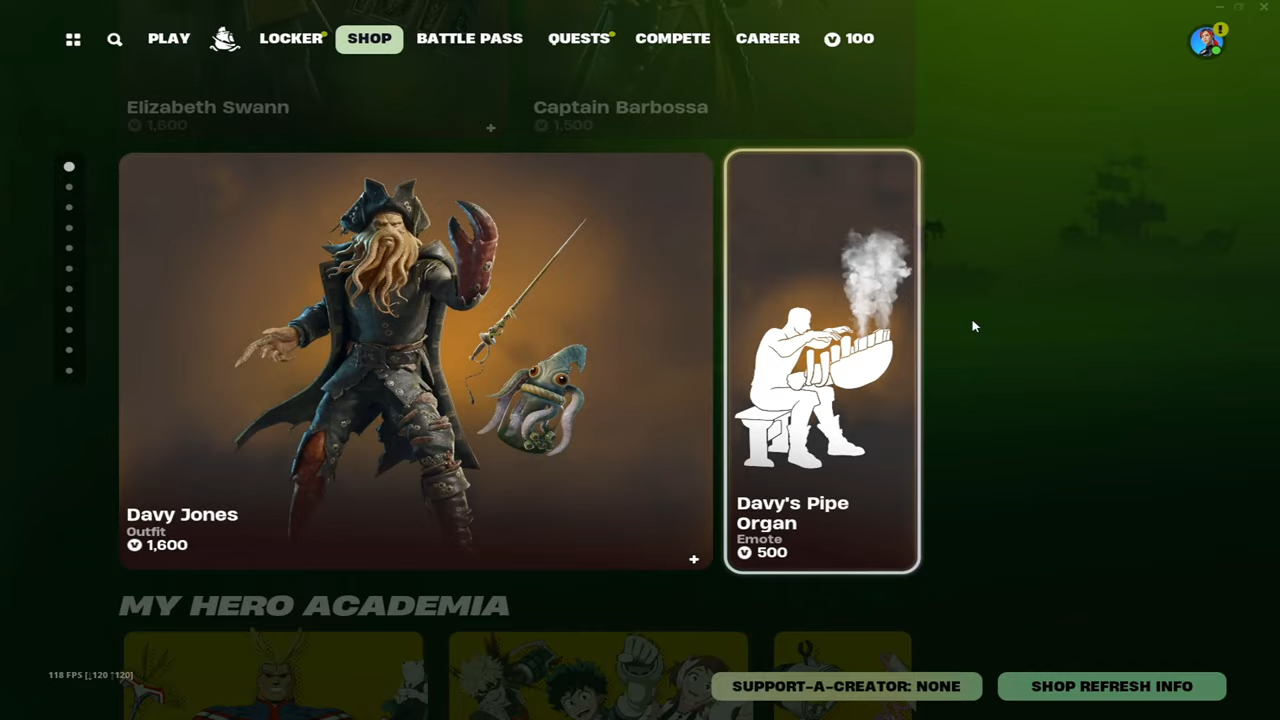 PLAY LOCKER SHOP BATTLE PASS QUESTS COMPETE CAREER V 100
Elizabeth Swann
1,600
Captain Barbossa
1,500
Davy Jones
Outfit
1,600
Davy's Pipe
Organ
Emote
500
MY HERO ACADEMIA
118 FPS [↓120 ↑120]
SUPPORT-A-CREATOR: NONE
SHOP REFRESH INFO